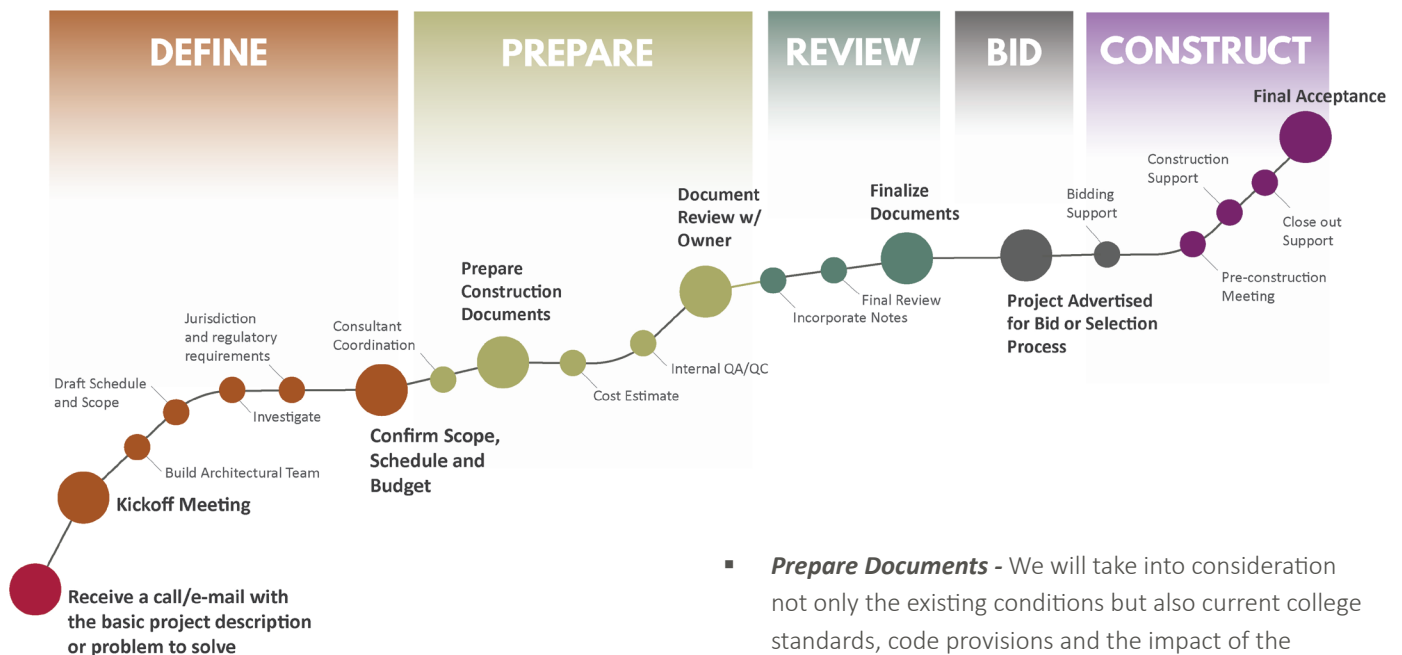 DEFINE
PREPARE
REVIEW
BID
CONSTRUCT
Receive a call/e-mail with
the basic project description
or problem to solve
Kickoff Meeting
Build Architectural Team
Draft Schedule
and Scope
Investigate
Jurisdiction
and regulatory
requirements
Confirm Scope,
Schedule and
Budget
Consultant
Coordination
Prepare
Construction
Documents
Cost Estimate
Internal QA/QC
Document
Review w/
Owner
Incorporate Notes
Final Review
Finalize
Documents
Project Advertised
for Bid or Selection
Process
Bidding
Support
Pre-construction
Meeting
Construction
Support
Close out
Support
Final Acceptance
▪ Prepare Documents - We will take into consideration
not only the existing conditions but also current college
standards, code provisions and the impact of the